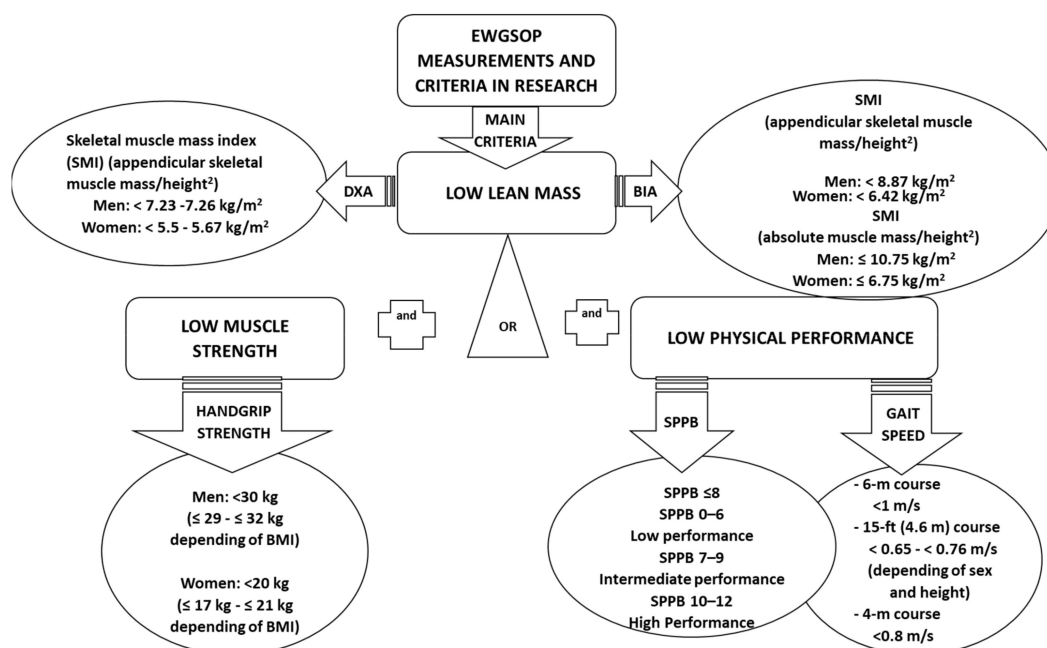 EWGSOP
MEASUREMENTS AND
CRITERIA IN RESEARCH
MAIN
CRITERIA
LOW LEAN MASS
DXA
Skeletal muscle mass index
(SMI) (appendicular skeletal
muscle mass/height²)
Men: < 7.23 -7.26 kg/m²
Women: < 5.5 - 5.67 kg/m²
BIA
SMI
(appendicular skeletal muscle
mass/height²)
Men: < 8.87 kg/m²
Women: < 6.42 kg/m²
SMI
(absolute muscle mass/height²)
Men: ≤ 10.75 kg/m²
Women: ≤ 6.75 kg/m²
LOW MUSCLE
STRENGTH
and
OR
and
LOW PHYSICAL PERFORMANCE
HANDGRIP
STRENGTH
Men: <30 kg
(≤ 29 - ≤ 32 kg
depending of BMI)
Women: <20 kg
(≤ 17 kg - ≤ 21 kg
depending of BMI)
SPPB
SPPB ≤8
SPPB 0–6
Low performance
SPPB 7–9
Intermediate performance
SPPB 10–12
High Performance
GAIT
SPEED
- 6-m course
<1 m/s
- 15-ft (4.6 m) course
< 0.65 - < 0.76 m/s
(depending of sex
and height)
- 4-m course
<0.8 m/s